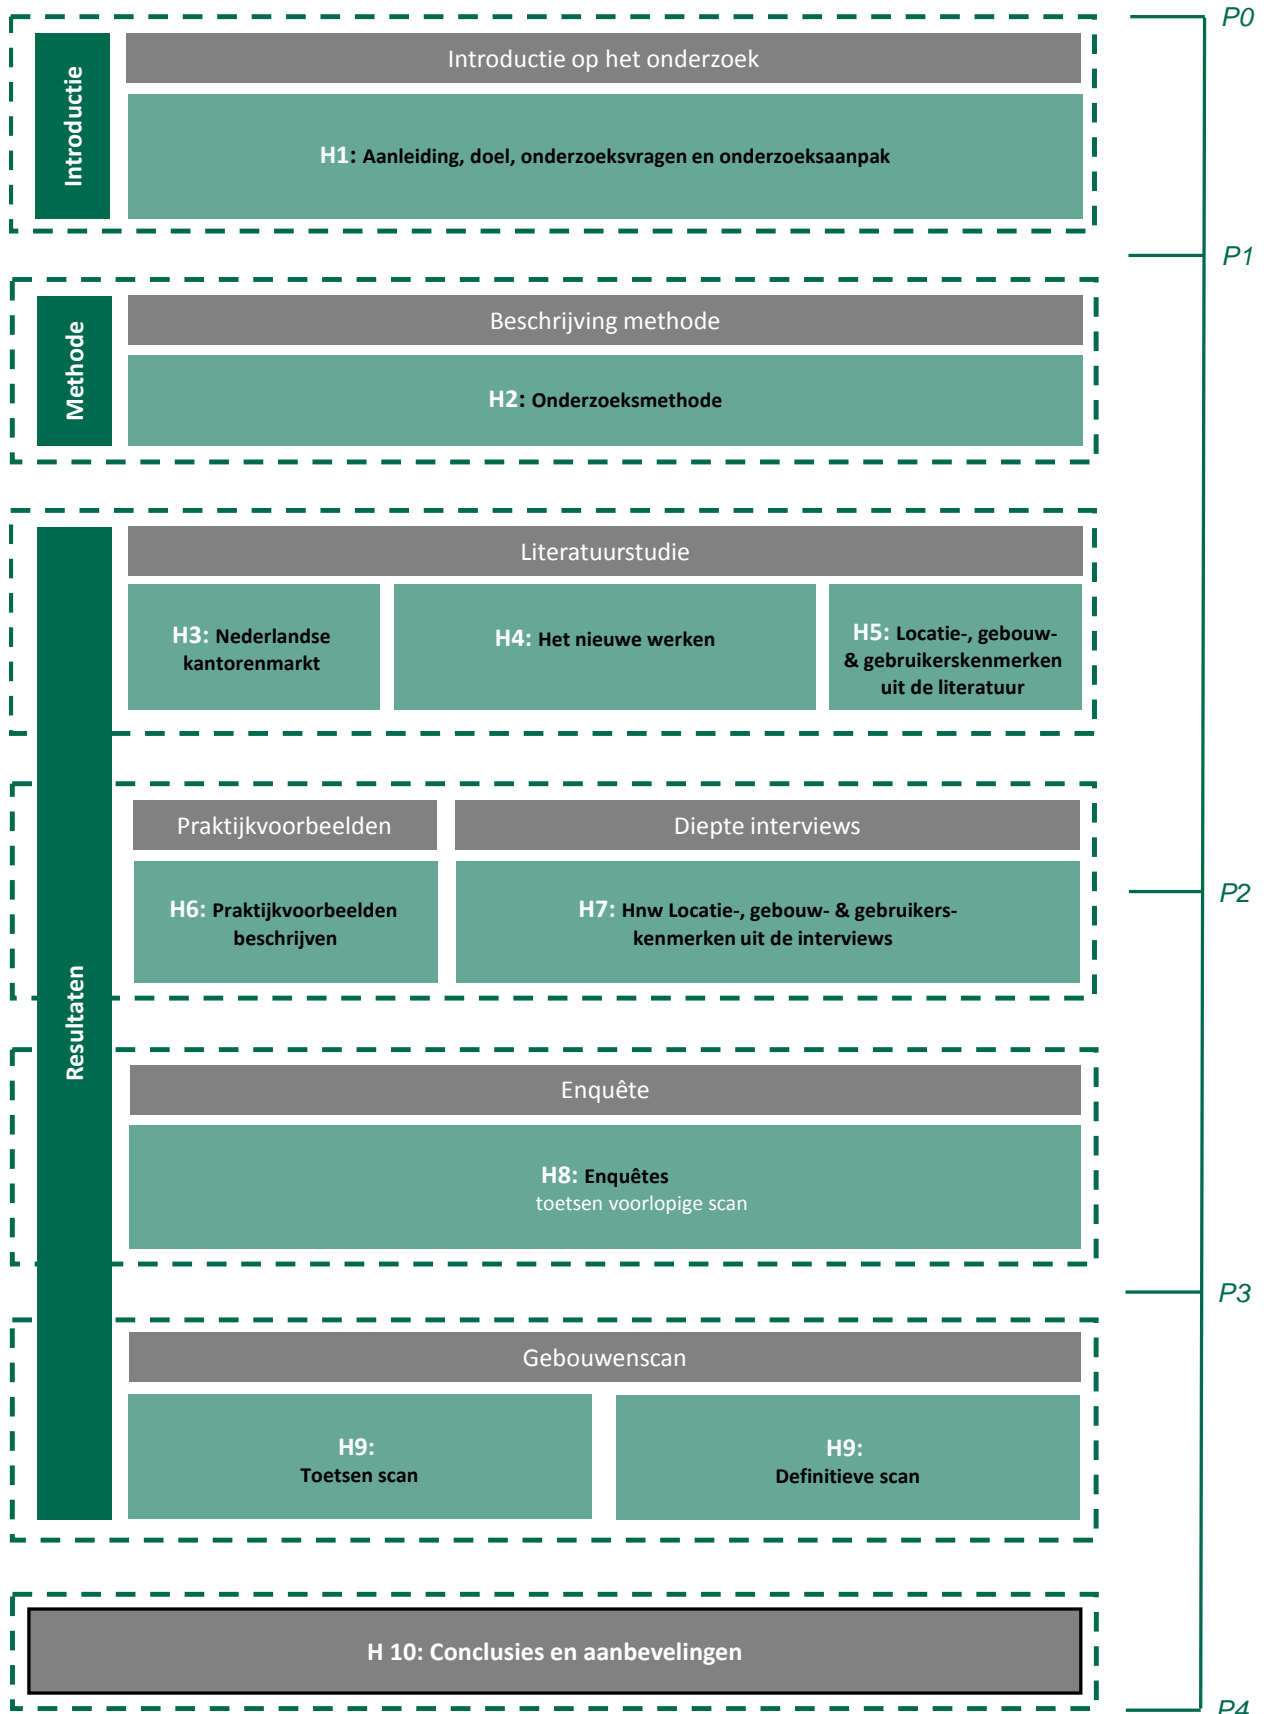 P0
Introductie
Introductie op het onderzoek
H1: Aanleiding, doel, onderzoeksvragen en onderzoeksaanpak
P1
Methode
Beschrijving methode
H2: Onderzoeksmethode
Resultaten
Literatuurstudie
H3: Nederlandse
kantorenmarkt
H4: Het nieuwe werken
H5: Locatie-, gebouw-
& gebruikerskenmerken
uit de literatuur
Praktijkvoorbeelden
H6: Praktijkvoorbeelden
beschrijven
Diepte interviews
H7: Hnw Locatie-, gebouw- & gebruikers-
kenmerken uit de interviews
P2
Enquête
H8: Enquêtes
toetsen voorlopige scan
P3
Gebouwenscan
H9:
Toetsen scan
H9:
Definitieve scan
H 10: Conclusies en aanbevelingen
P4